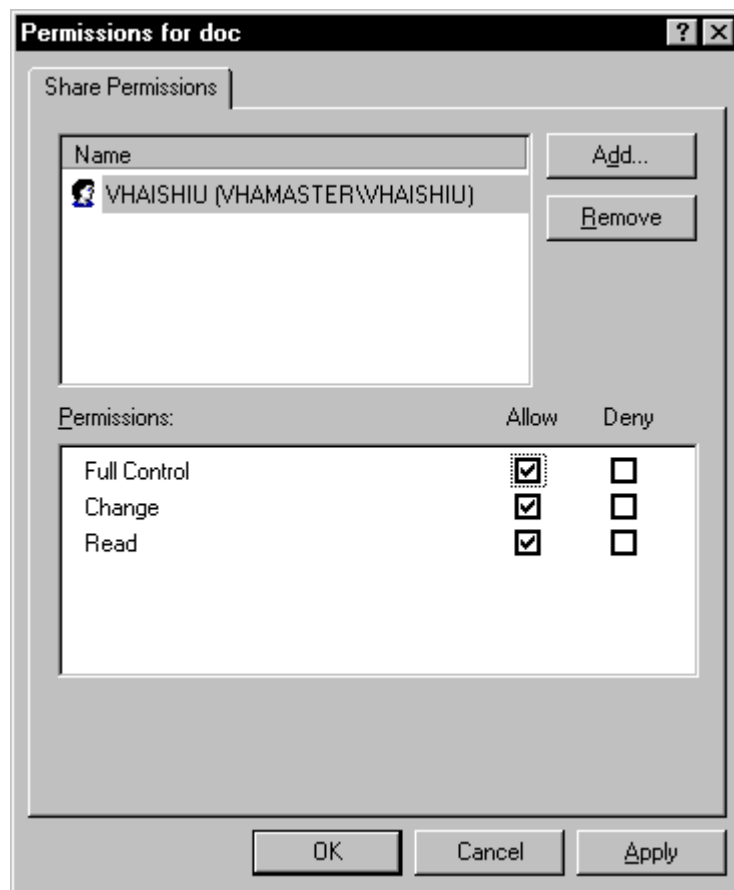 Permissions for doc
Share Permissions
Name
Add...
VHAISHIU (VHAMASTER\VHAISHIU)
Remove
Permissions: Allow Deny
Full Control
Change
Read
OK Cancel Apply